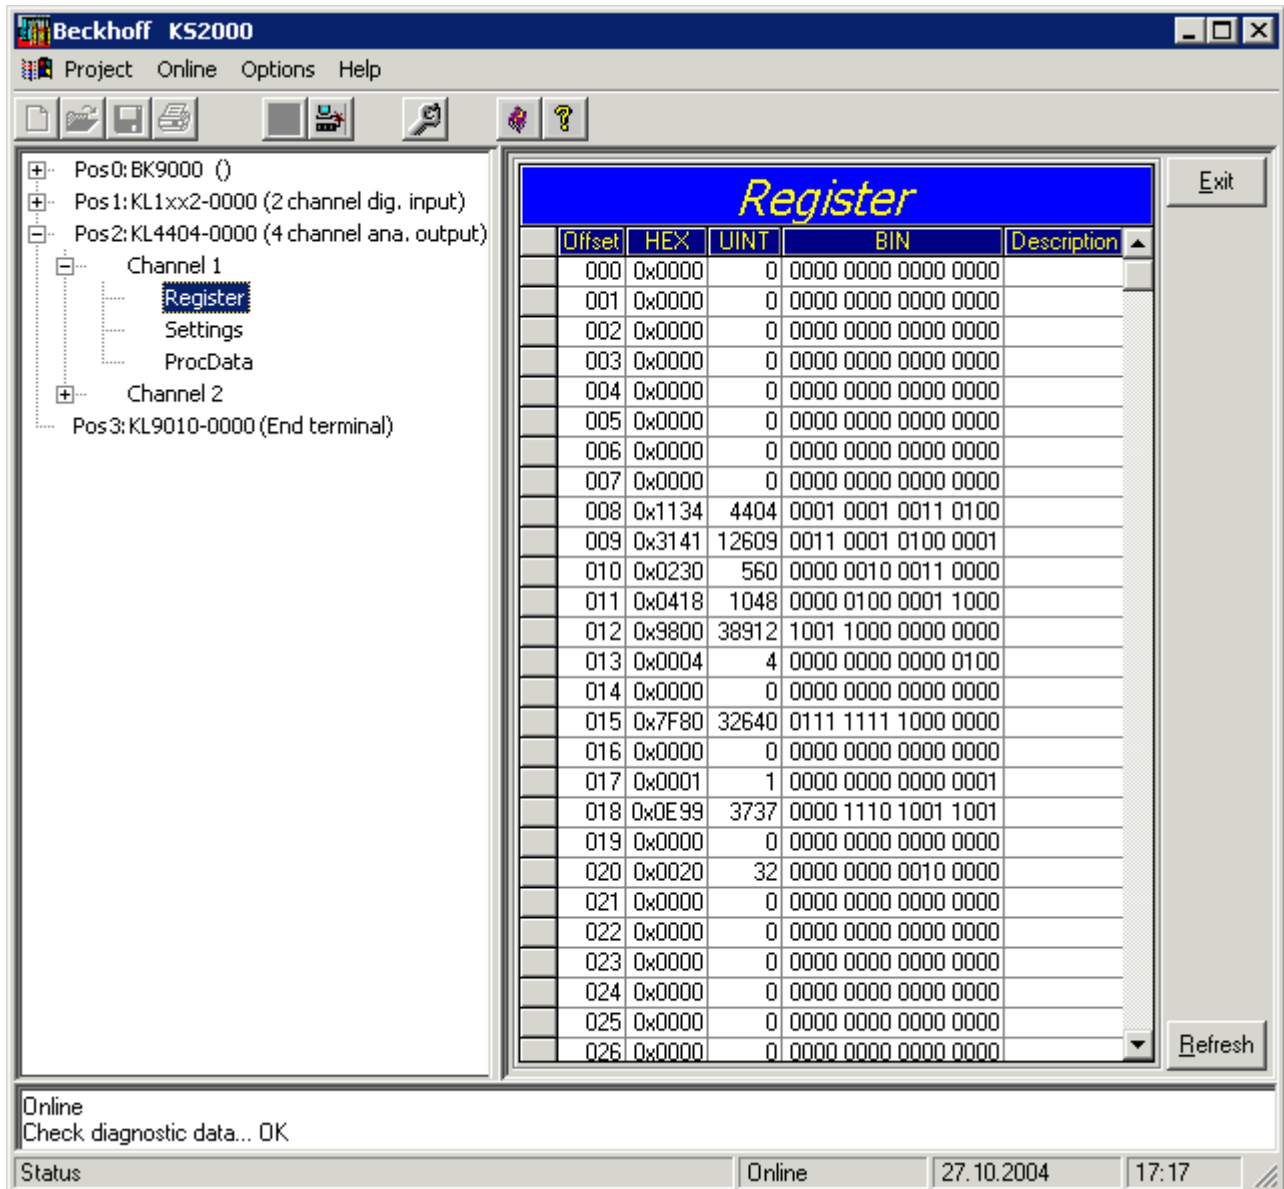 Beckhoff KS2000
Project Online Options Help
Pos0: BK9000 ()
Pos1: KL1xx2-0000 (2 channel dig. input)
Pos2: KL4404-0000 (4 channel ana. output)
Channel 1
Register
Settings
ProcData
Channel 2
Pos3: KL9010-0000 (End terminal)
Register
Offset HEX UINT BIN Description
000 0x0000 0 0000 0000 0000 0000
001 0x0000 0 0000 0000 0000 0000
002 0x0000 0 0000 0000 0000 0000
003 0x0000 0 0000 0000 0000 0000
004 0x0000 0 0000 0000 0000 0000
005 0x0000 0 0000 0000 0000 0000
006 0x0000 0 0000 0000 0000 0000
007 0x0000 0 0000 0000 0000 0000
008 0x1134 4404 0001 0001 0011 0100
009 0x3141 12609 0011 0001 0100 0001
010 0x0230 560 0000 0010 0011 0000
011 0x0418 1048 0000 0100 0001 1000
012 0x9800 38912 1001 1000 0000 0000
013 0x0004 4 0000 0000 0000 0100
014 0x0000 0 0000 0000 0000 0000
015 0x7F80 32640 0111 1111 1000 0000
016 0x0000 0 0000 0000 0000 0000
017 0x0001 1 0000 0000 0000 0001
018 0x0E99 3737 0000 1110 1001 1001
019 0x0000 0 0000 0000 0000 0000
020 0x0020 32 0000 0000 0010 0000
021 0x0000 0 0000 0000 0000 0000
022 0x0000 0 0000 0000 0000 0000
023 0x0000 0 0000 0000 0000 0000
024 0x0000 0 0000 0000 0000 0000
025 0x0000 0 0000 0000 0000 0000
026 0x0000 0 0000 0000 0000 0000
Exit
Refresh
Online
Check diagnostic data... OK
Status Online 27.10.2004 17:17